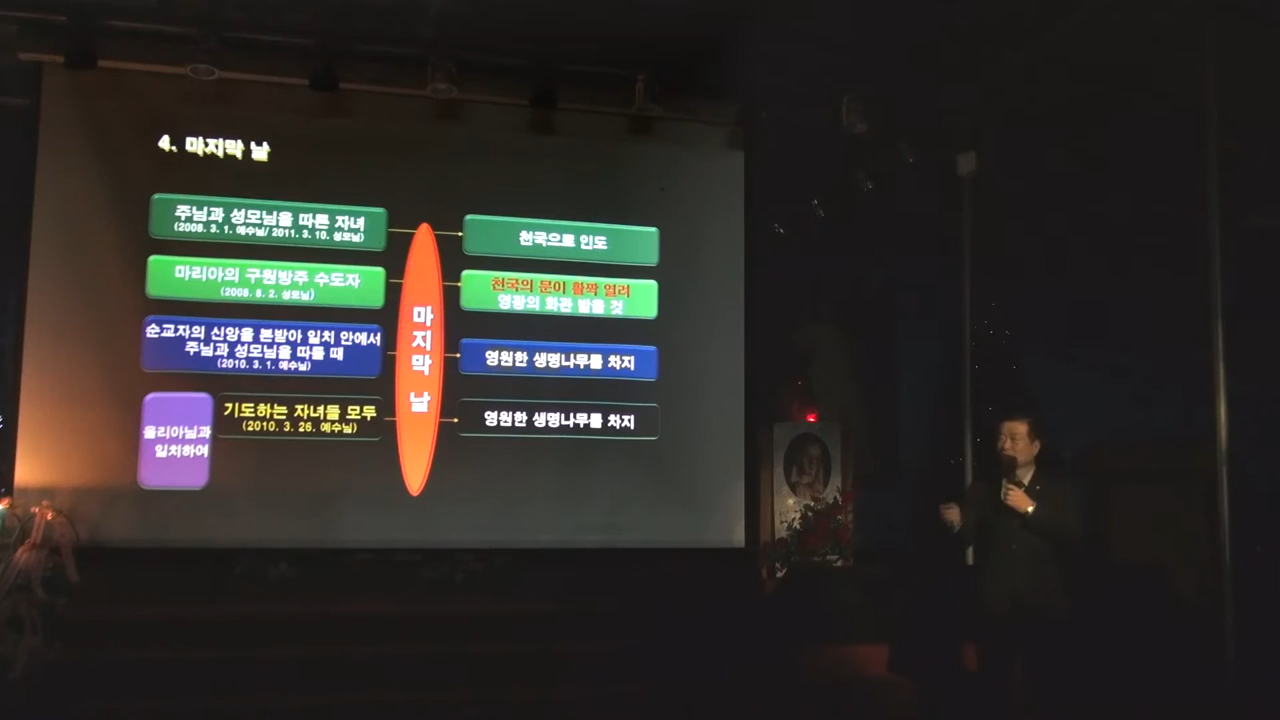 4. 마지막 날
주님과 성모님을 따른 자녀
(2008. 3. 1. 예수님/ 2011. 3. 10. 성모님)
천국으로 인도
마리아의 구원방주 수도자
(2008. 8. 2. 성모님)
천국의 문이 활짝 열려
영광의 화관 받을 것
순교자의 신앙을 본받아 일치 안에서
주님과 성모님을 따를 때
(2010. 3. 1. 예수님)
영원한 생명나무를 차지
마지막 날
율리아님과
일치하여
기도하는 자녀들 모두
(2010. 3. 26. 예수님)
영원한 생명나무를 차지